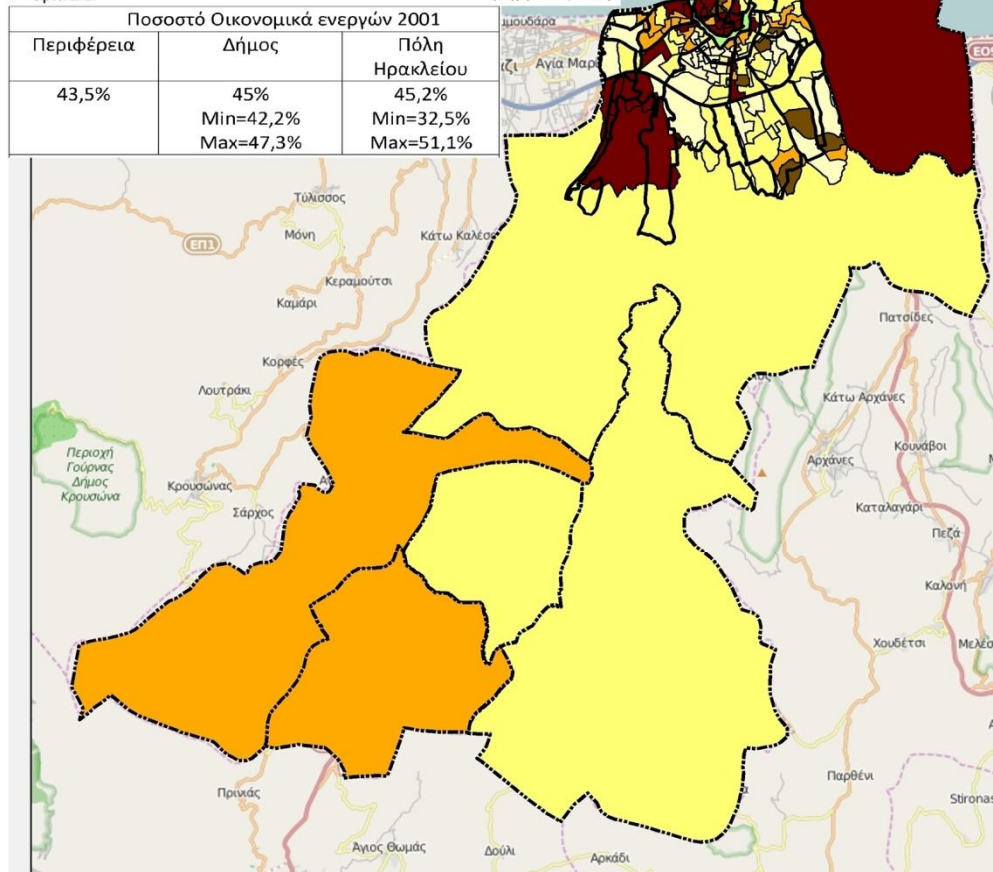 Ποσοστό Οικονομικά ενεργών 2001
Περιφέρεια Δήμος Πόλη Ηρακλείου
43,5% 45% 45,2%
Min=42,2% Min=32,5%
Max=47,3% Max=51,1%
Αγία Μαρ
Τύλισσος
ΕΠ1
Μόνη
Κάτω Καλέσ
Κεραμούτσι
Καμάρι
Πατσίδες
Κορφές
Λουτράκι
Κάτω Αρχάνες
Κουνάβοι
Περιοχή
Γούρνας
Δήμος
Κρουσώνα
Αρχάνες
Κρουσώνας
Σάρχος
Καταλαγάρι
Πεζά
Καλονή
Χουδέτσι
Μελέσ
Παρθένι
Πρινιάς
Stironas
Άγιος Θωμάς
Δούλι
Αρκάδι